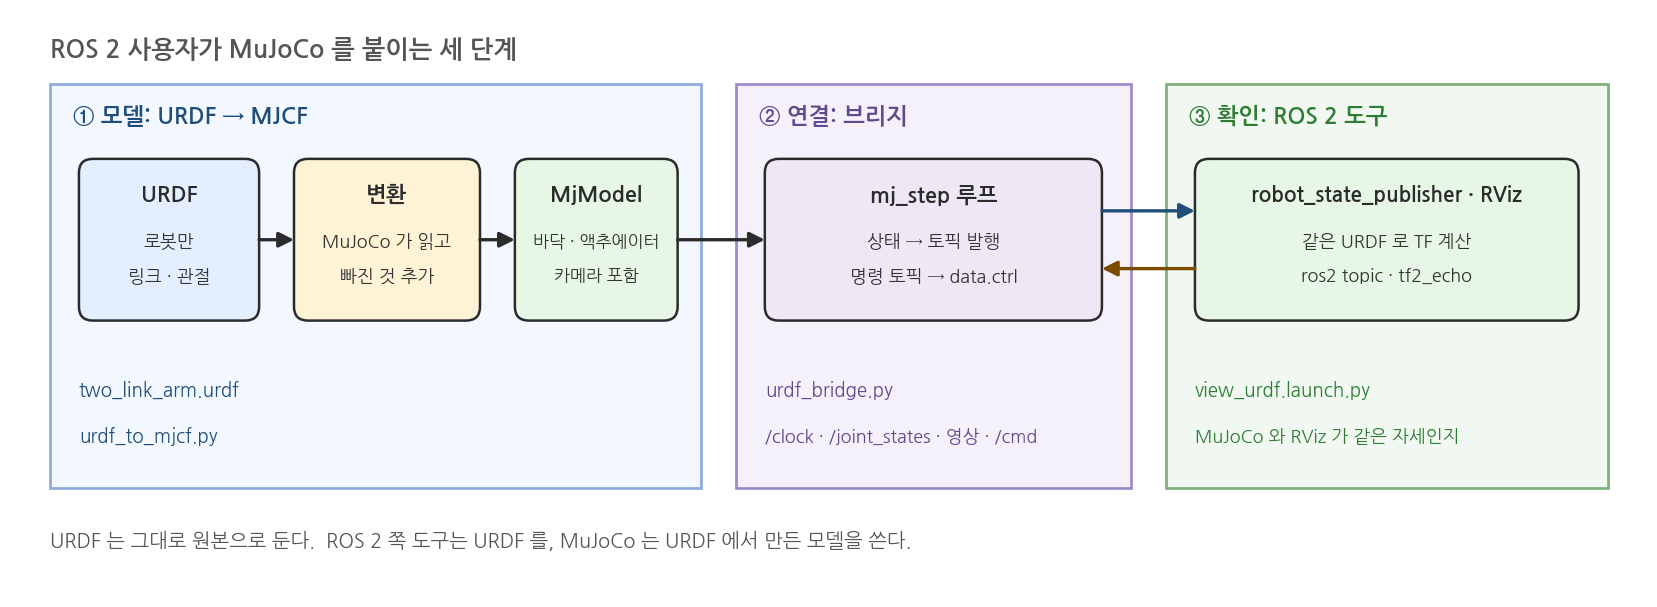 ROS 2 사용자가 MuJoCo 를 붙이는 세 단계
① 모델: URDF → MJCF
URDF
로봇만
링크 · 관절
변환
MuJoCo 가 읽고
빠진 것 추가
MjModel
바닥 · 액추에이터
카메라 포함
two_link_arm.urdf
urdf_to_mjcf.py
② 연결: 브리지
mj_step 루프
상태 → 토픽 발행
명령 토픽 → data.ctrl
urdf_bridge.py
/clock · /joint_states · 영상 · /cmd
③ 확인: ROS 2 도구
robot_state_publisher · RViz
같은 URDF 로 TF 계산
ros2 topic · tf2_echo
view_urdf.launch.py
MuJoCo 와 RViz 가 같은 자세인지
URDF 는 그대로 원본으로 둔다.  ROS 2 쪽 도구는 URDF 를, MuJoCo 는 URDF 에서 만든 모델을 쓴다.